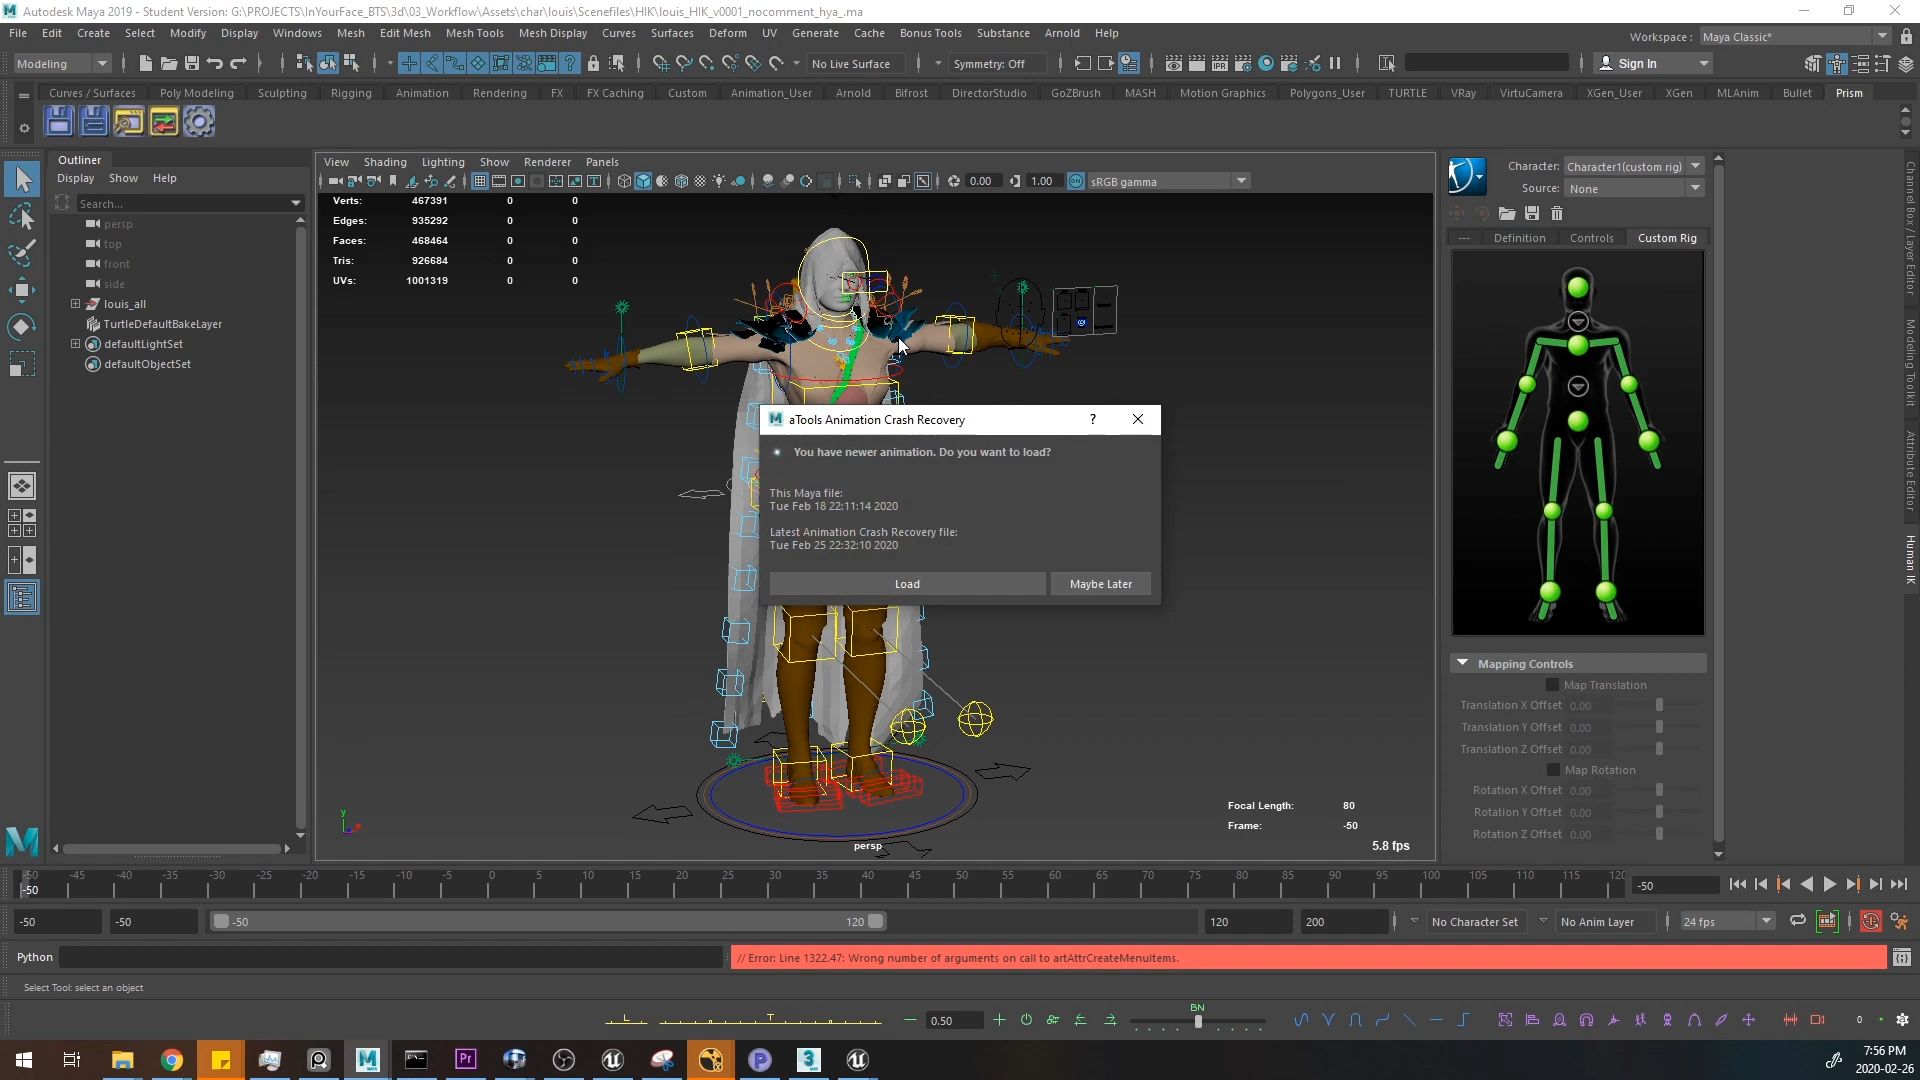 Autodesk Maya 2019 - Student Version: G:\PROJECTS\InYourFace_BTS\3d\03_Workflow\Assets\char\louis\Scenefiles\HIK\louis_HIK_v0001_nocomment_hya_.ma
File Edit Create Select Modify Display Windows Mesh Edit Mesh Mesh Tools Mesh Display Curves Surfaces Deform UV Generate Cache Bonus Tools Substance Arnold Help
Workspace : Maya Classic*
Modeling No Live Surface Symmetry: Off Sign In
Curves / Surfaces Poly Modeling Sculpting Rigging Animation Rendering FX FX Caching Custom Animation_User Arnold Bifrost DirectorStudio GoZBrush MASH Motion Graphics Polygons_User TURTLE VRay VirtuCamera XGen_User XGen MLAnim Bullet Prism
Outliner
Display Show Help
Search...
persp
top
front
side
louis_all
TurtleDefaultBakeLayer
defaultLightSet
defaultObjectSet
View Shading Lighting Show Renderer Panels
0.00 1.00 sRGB gamma
Verts: 467391 0 0
Edges: 935292 0 0
Faces: 468464 0 0
Tris: 926684 0 0
UVs: 1001319 0 0
aTools Animation Crash Recovery ?
You have newer animation. Do you want to load?
This Maya file:
Tue Feb 18 22:11:14 2020
Latest Animation Crash Recovery file:
Tue Feb 25 22:32:10 2020
Load Maybe Later
Focal Length: 80
Frame: -50
persp
5.8 fps
y
Character: Character1(custom rig)
Source: None
--- Definition Controls Custom Rig
Mapping Controls
Map Translation
Translation X Offset 0.00
Translation Y Offset 0.00
Translation Z Offset 0.00
Map Rotation
Rotation X Offset 0.00
Rotation Y Offset 0.00
Rotation Z Offset 0.00
Channel Box / Layer Editor
Modeling Toolkit
Attribute Editor
Human IK
-50 -45 -40 -35 -30 -25 -20 -15 -10 -5 0 5 10 15 20 25 30 35 40 45 50 55 60 65 70 75 80 85 90 95 100 105 110 115 120
-50
-50
-50 -50 -50 120 120 200 No Character Set No Anim Layer 24 fps
Python
// Error: Line 1322.47: Wrong number of arguments on call to artAttrCreateMenuItems.
Select Tool: select an object
L T 0.50 BN 0
7:56 PM
2020-02-26